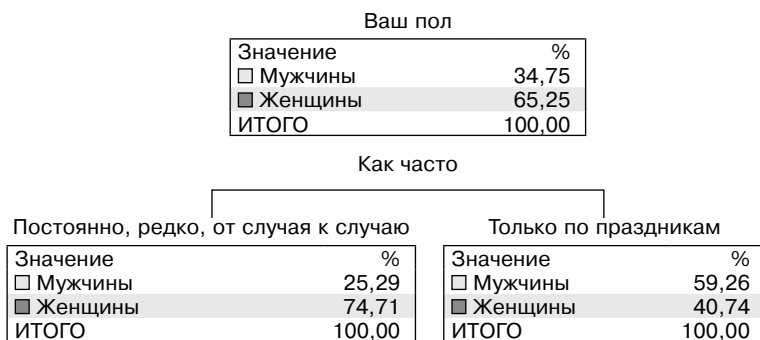 Ваш пол
Значение %
Мужчины 34,75
Женщины 65,25
ИТОГО 100,00
Как часто
Постоянно, редко, от случая к случаю
Значение %
Мужчины 25,29
Женщины 74,71
ИТОГО 100,00
Только по праздникам
Значение %
Мужчины 59,26
Женщины 40,74
ИТОГО 100,00